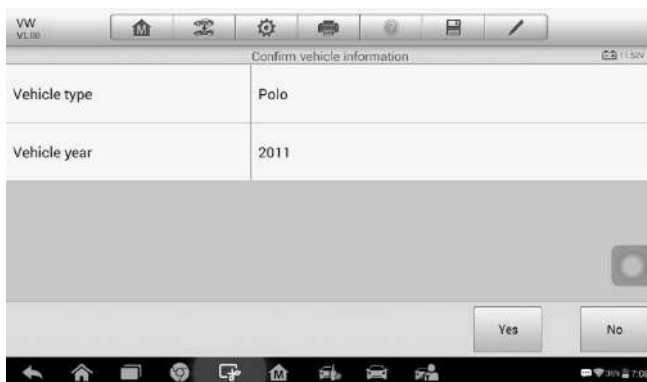 VW
V1.00
Confirm vehicle information
Vehicle type
Polo
Vehicle year
2011
Yes
No